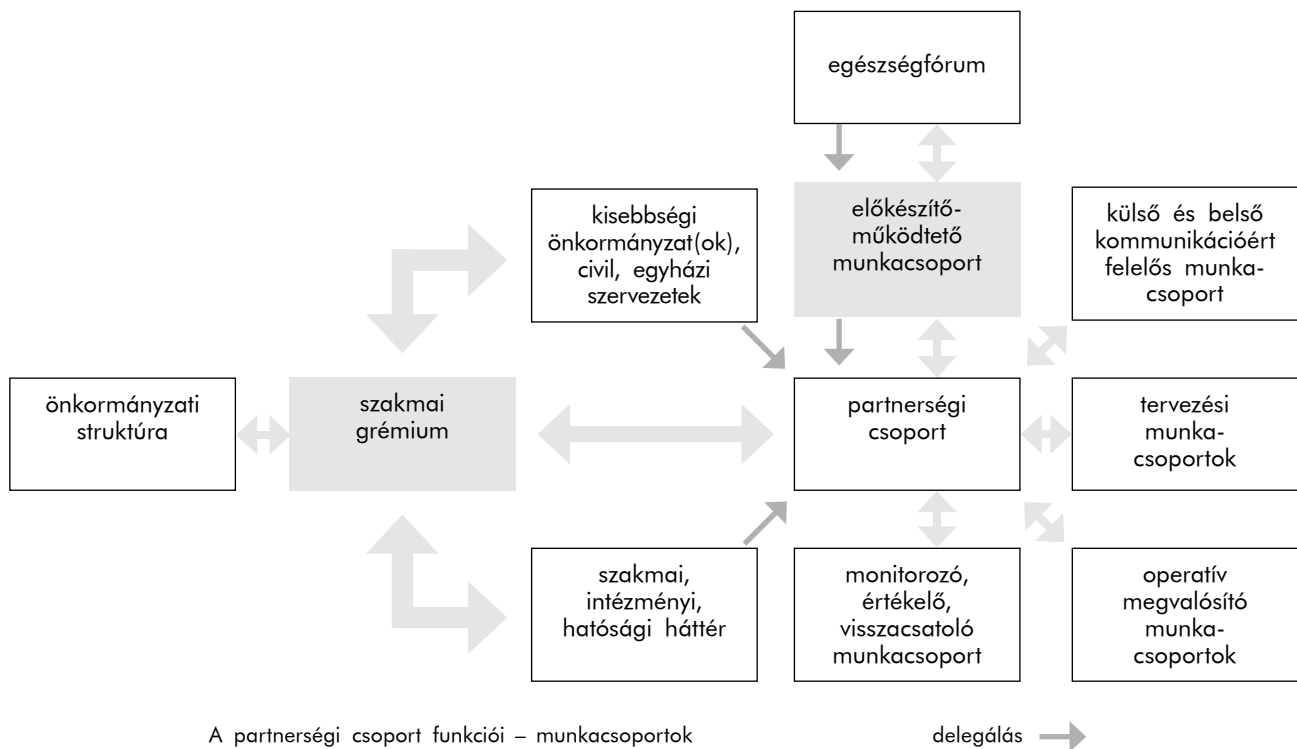 egészségfórum
kisebbségi
önkormányzat(ok),
civil, egyházi
szervezetek
előkészítő-
működtető
munkacsoport
külső és belső
kommunikációért
felelős munka-
csoport
önkormányzati
struktúra
szakmai
grémium
partnerségi
csoport
tervezési
munka-
csoportok
szakmai,
intézményi,
hatósági háttér
monitorozó,
értékelő,
visszacsatoló
munkacsoport
operatív
megvalósító
munka-
csoportok
A partnerségi csoport funkciói – munkacsoportok
delegálás